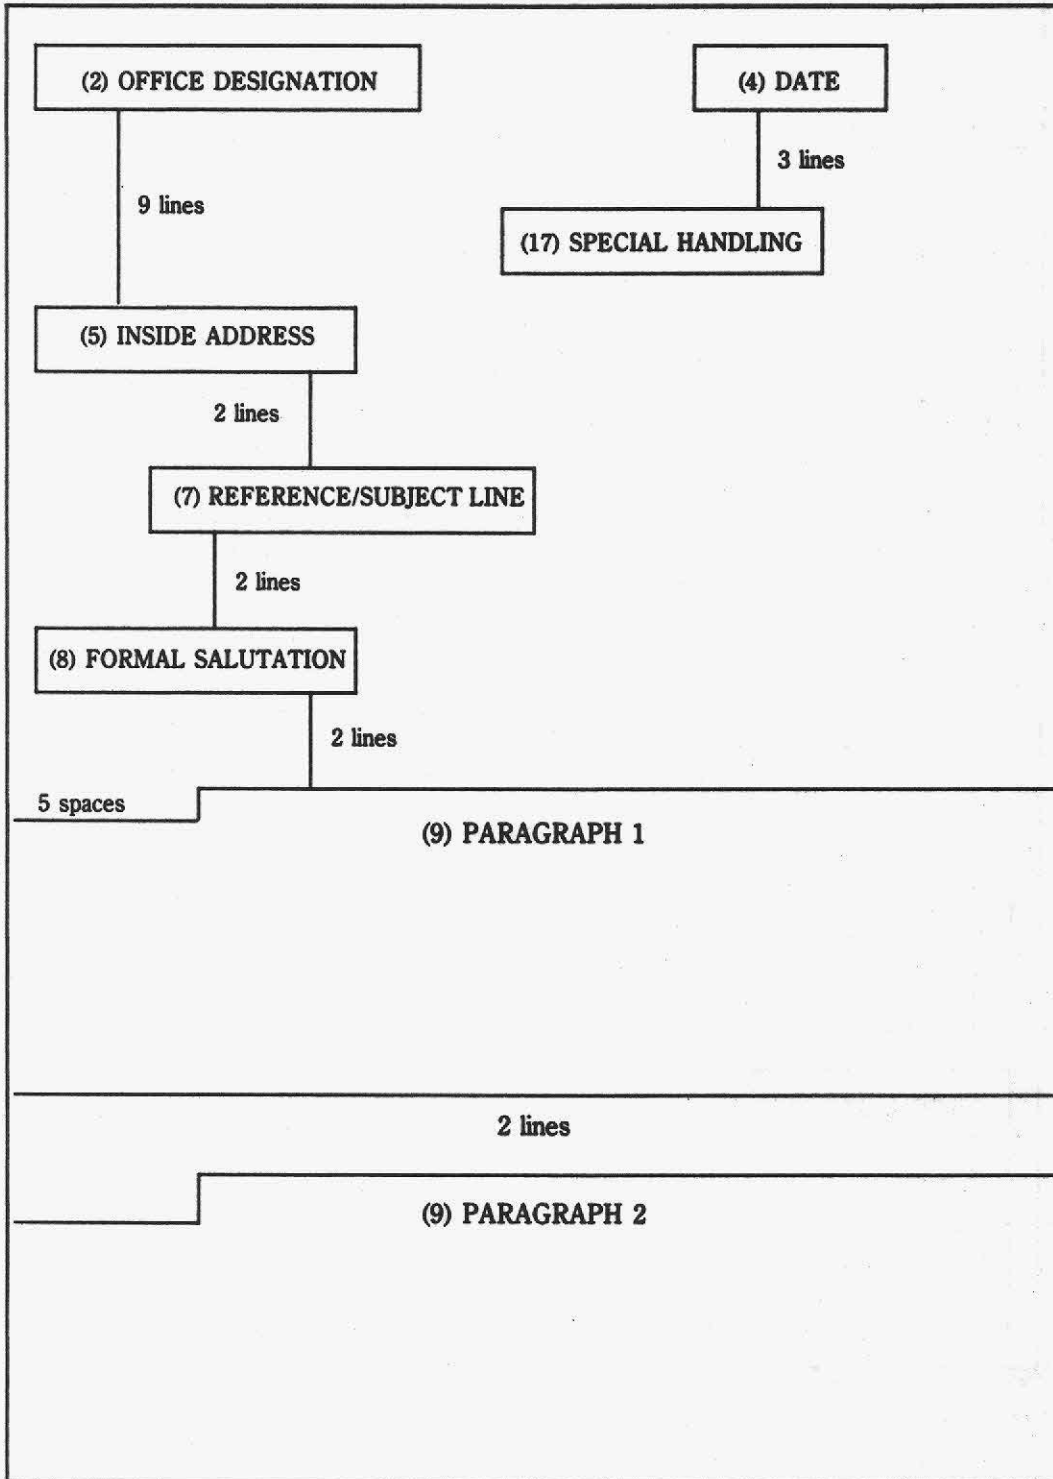 (2) OFFICE DESIGNATION
(4) DATE
3 lines
9 lines
(17) SPECIAL HANDLING
(5) INSIDE ADDRESS
2 lines
(7) REFERENCE/SUBJECT LINE
2 lines
(8) FORMAL SALUTATION
2 lines
5 spaces
(9) PARAGRAPH 1
2 lines
(9) PARAGRAPH 2